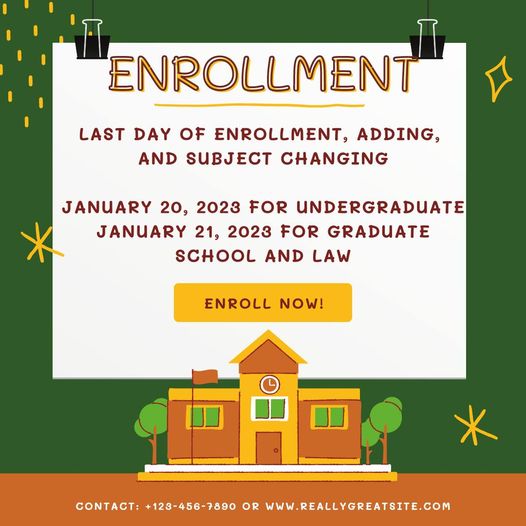 ENROLLMENT
LAST DAY OF ENROLLMENT, ADDING,
AND SUBJECT CHANGING
JANUARY 20, 2023 FOR UNDERGRADUATE
JANUARY 21, 2023 FOR GRADUATE
SCHOOL AND LAW
ENROLL NOW!
CONTACT: +123-456-7890 OR WWW.REALLYGREATSITE.COM